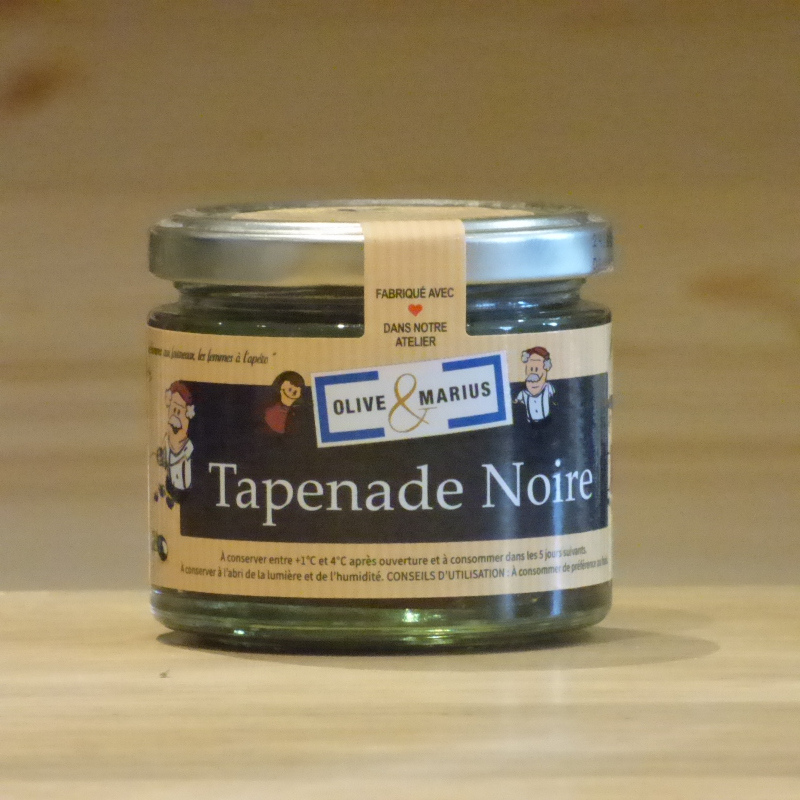 FABRIQUÉ AVEC
DANS NOTRE
ATELIER
les femmes à l'apéro "
OLIVE & MARIUS
Tapenade Noire
À conserver entre +1°C et 4°C après ouverture et à consommer dans les 5 jours suivants.
À conserver à l'abri de la lumière et de l'humidité. CONSEILS D'UTILISATION : À consommer de préférence